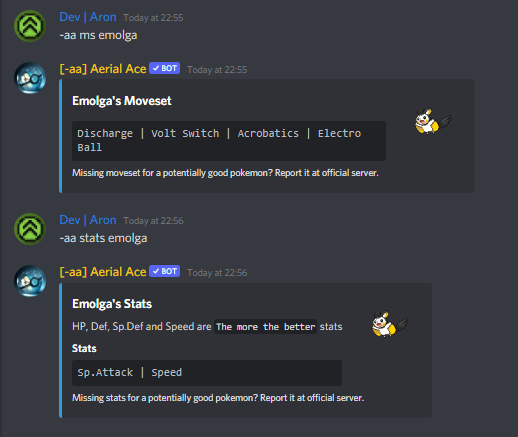 Dev | Aron Today at 22:55
-aa ms emolga
[-aa] Aerial Ace ✓ BOT Today at 22:55
Emolga's Moveset
Discharge | Volt Switch | Acrobatics | Electro
Ball
Missing moveset for a potentially good pokemon? Report it at official server.
Dev | Aron Today at 22:56
-aa stats emolga
[-aa] Aerial Ace ✓ BOT Today at 22:56
Emolga's Stats
HP, Def, Sp.Def and Speed are The more the better stats
Stats
Sp.Attack | Speed
Missing stats for a potentially good pokemon? Report it at official server.